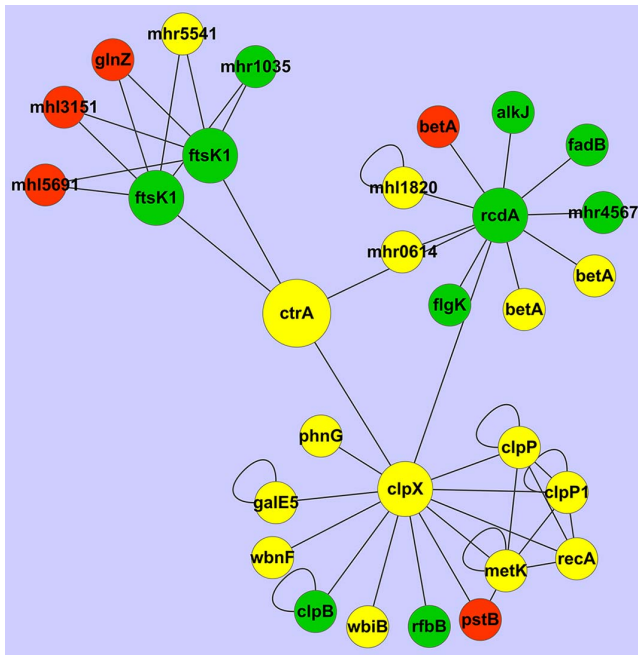 mhr5541
glnZ
mhr1035
mhl3151
ftsK1
mhl5691
ftsK1
betA
alkJ
fadB
mhl1820
rcdA
mhr4567
mhr0614
betA
flgK
betA
ctrA
phnG
clpP
clpX
clpP1
galE5
wbnF
recA
metK
clpB
wbiB
rfbB
pstB